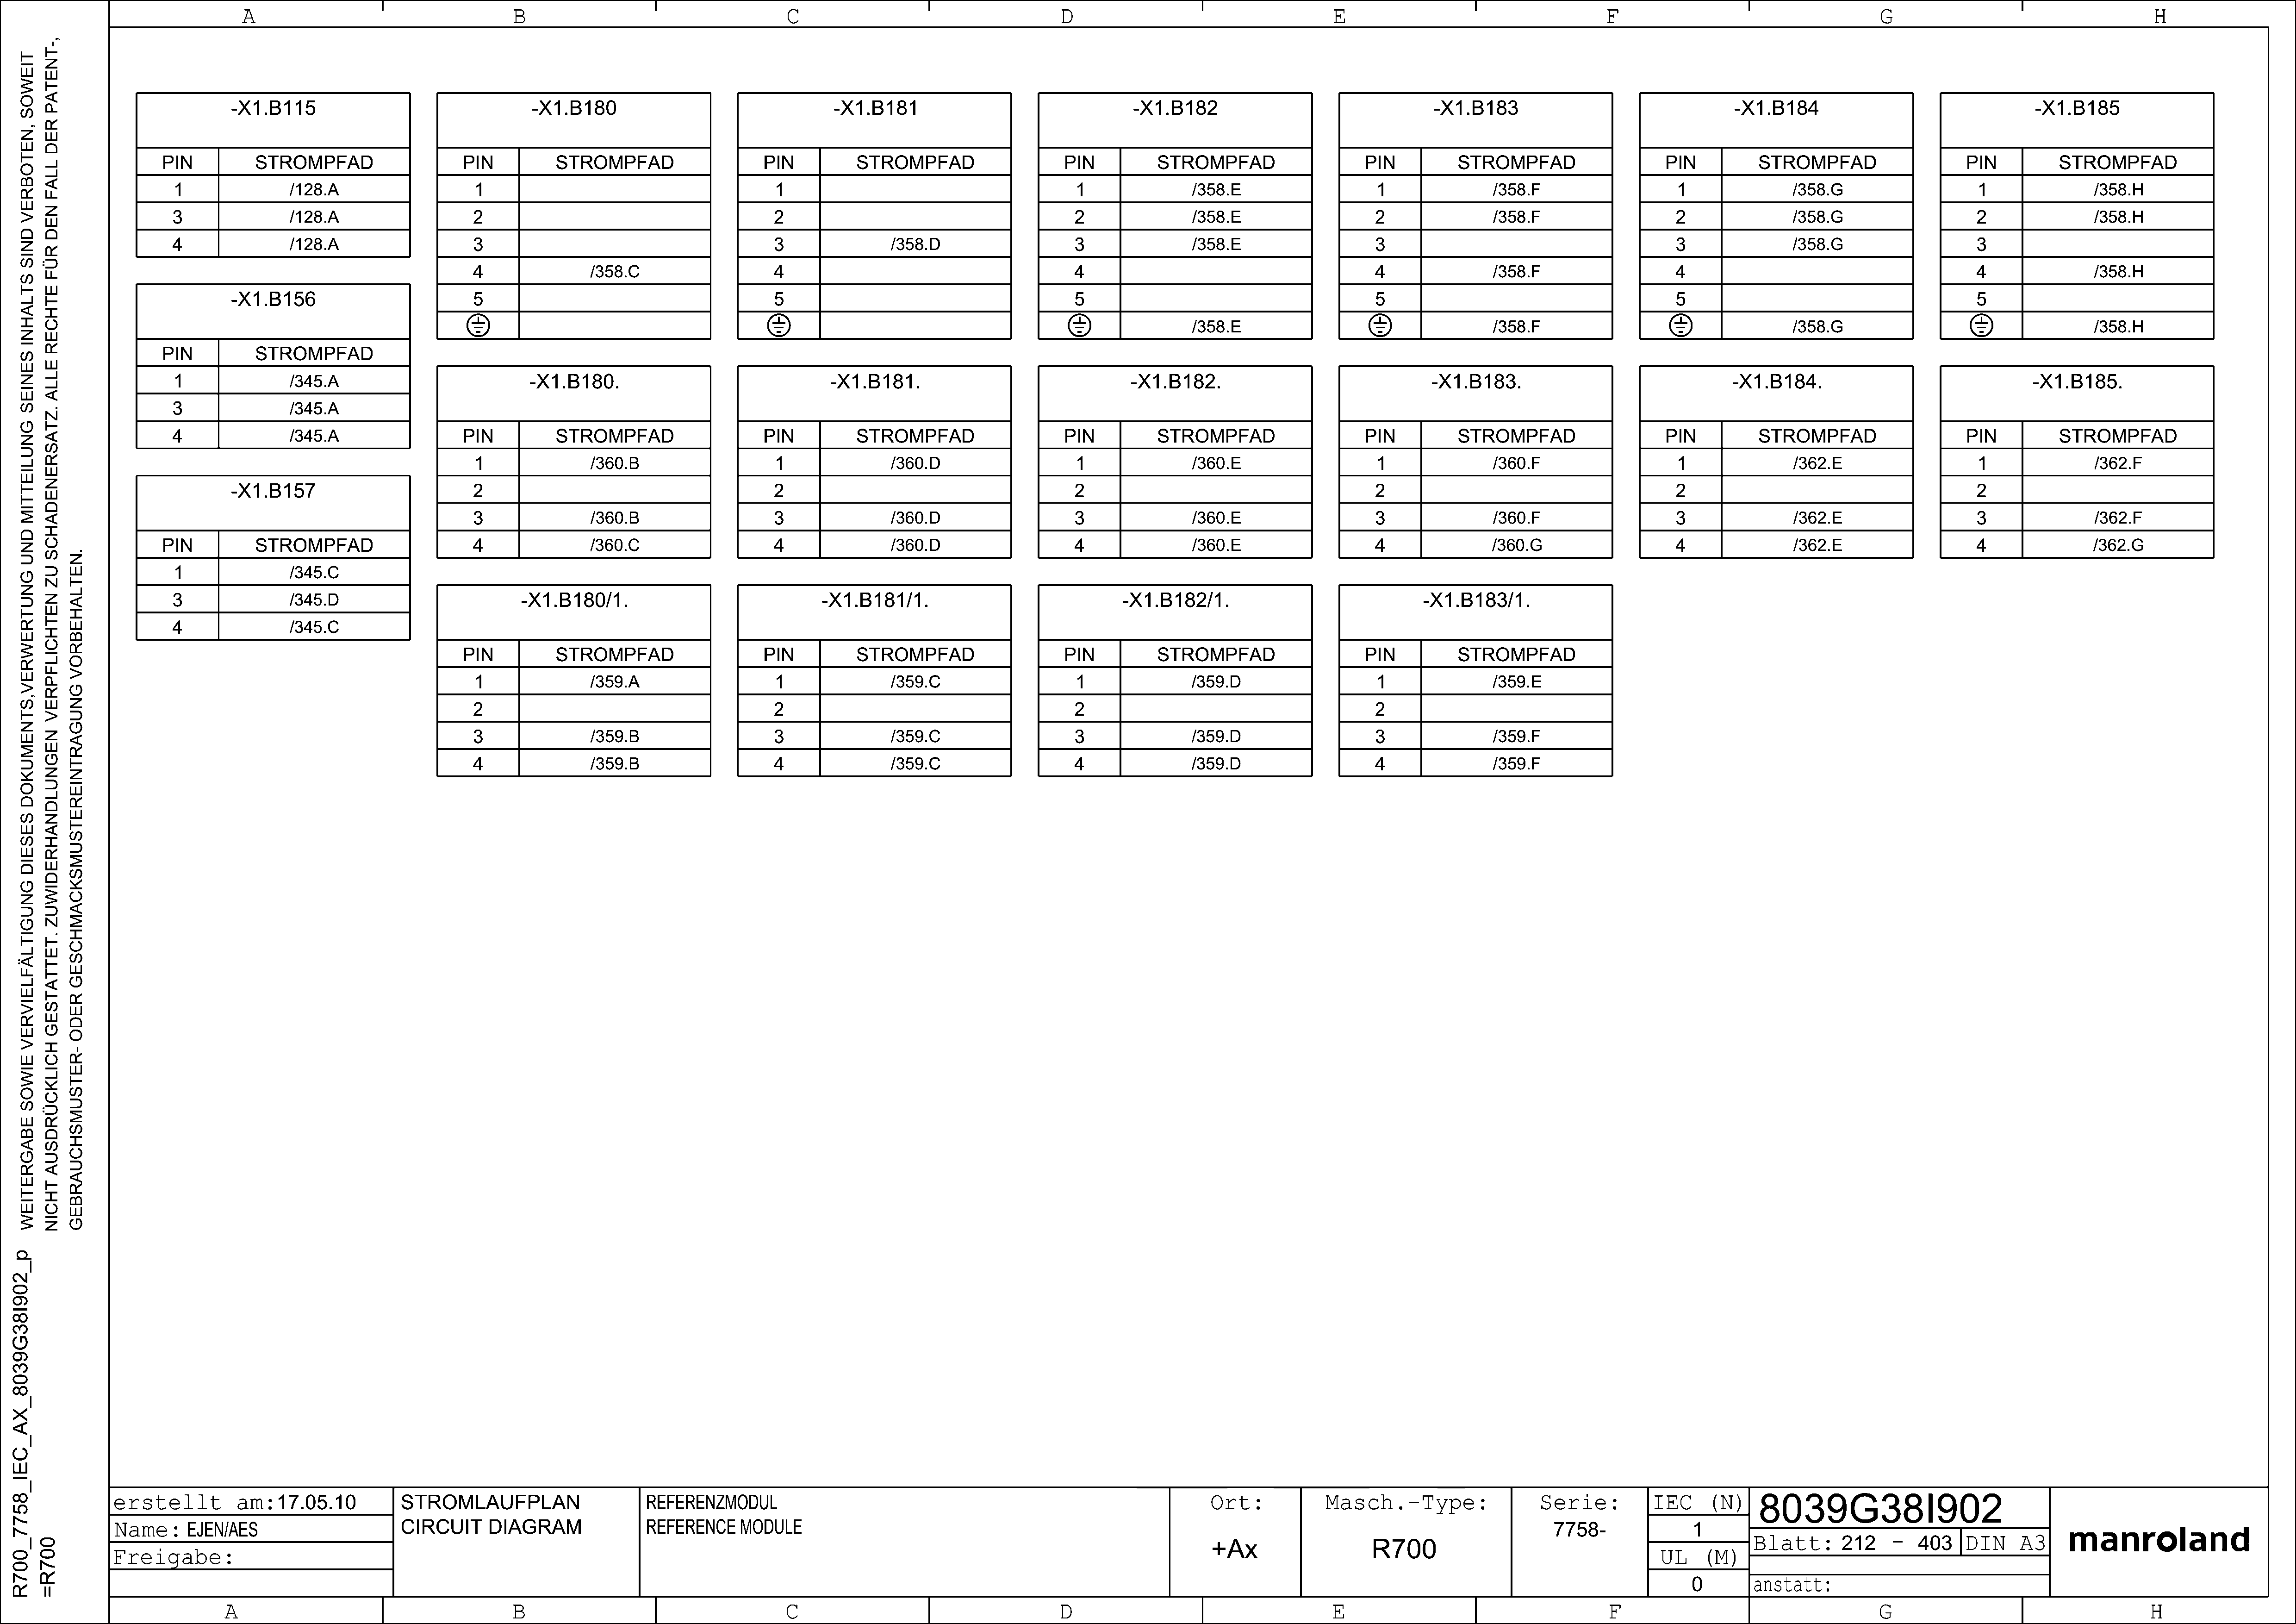 A B C D E F G H
-X1.B115
PIN STROMPFAD
1 /128.A
3 /128.A
4 /128.A
-X1.B156
PIN STROMPFAD
1 /345.A
3 /345.A
4 /345.A
-X1.B157
PIN STROMPFAD
1 /345.C
3 /345.D
4 /345.C
-X1.B180
PIN STROMPFAD
1
2
3
4 /358.C
5
-X1.B180.
PIN STROMPFAD
1 /360.B
2
3 /360.B
4 /360.C
-X1.B180/1.
PIN STROMPFAD
1 /359.A
2
3 /359.B
4 /359.B
-X1.B181
PIN STROMPFAD
1
2
3 /358.D
4
5
-X1.B181.
PIN STROMPFAD
1 /360.D
2
3 /360.D
4 /360.D
-X1.B181/1.
PIN STROMPFAD
1 /359.C
2
3 /359.C
4 /359.C
-X1.B182
PIN STROMPFAD
1 /358.E
2 /358.E
3 /358.E
4
5
/358.E
-X1.B182.
PIN STROMPFAD
1 /360.E
2
3 /360.E
4 /360.E
-X1.B182/1.
PIN STROMPFAD
1 /359.D
2
3 /359.D
4 /359.D
-X1.B183
PIN STROMPFAD
1 /358.F
2 /358.F
3
4 /358.F
5
/358.F
-X1.B183.
PIN STROMPFAD
1 /360.F
2
3 /360.F
4 /360.G
-X1.B183/1.
PIN STROMPFAD
1 /359.E
2
3 /359.F
4 /359.F
-X1.B184
PIN STROMPFAD
1 /358.G
2 /358.G
3 /358.G
4
5
/358.G
-X1.B184.
PIN STROMPFAD
1 /362.E
2
3 /362.E
4 /362.E
-X1.B185
PIN STROMPFAD
1 /358.H
2 /358.H
3
4 /358.H
5
/358.H
-X1.B185.
PIN STROMPFAD
1 /362.F
2
3 /362.F
4 /362.G
WEITERGABE SOWIE VERVIELFÄLTIGUNG DIESES DOKUMENTS,VERWERTUNG UND MITTEILUNG SEINES INHALTS SIND VERBOTEN, SOWEIT
NICHT AUSDRÜCKLICH GESTATTET. ZUWIDERHANDLUNGEN VERPFLICHTEN ZU SCHADENERSATZ. ALLE RECHTE FÜR DEN FALL DER PATENT-,
GEBRAUCHSMUSTER- ODER GESCHMACKSMUSTEREINTRAGUNG VORBEHALTEN.
R700_7758_IEC_AX_8039G38I902_p
=R700
erstellt am:17.05.10
Name: EJEN/AES
Freigabe:
STROMLAUFPLAN
CIRCUIT DIAGRAM
REFERENZMODUL
REFERENCE MODULE
Ort:
+Ax
Masch.-Type:
R700
Serie:
7758-
IEC (N)
1
UL (M)
0
8039G38I902
Blatt: 212 - 403 DIN A3
anstatt:
manroland
A B C D E F G H